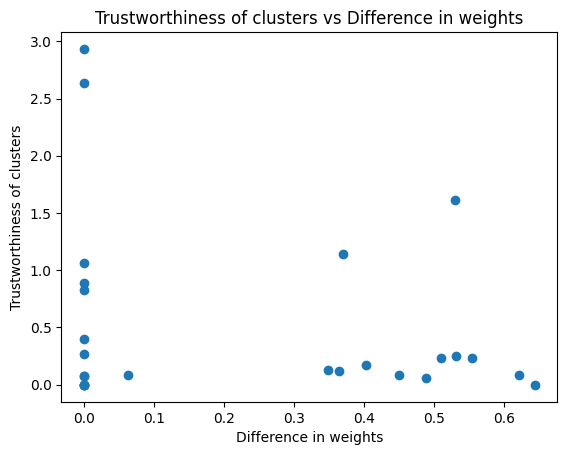 Trustworthiness of clusters vs Difference in weights
3.0
2.5
2.0
1.5
1.0
0.5
0.0
Trustworthiness of clusters
0.0 0.1 0.2 0.3 0.4 0.5 0.6
Difference in weights